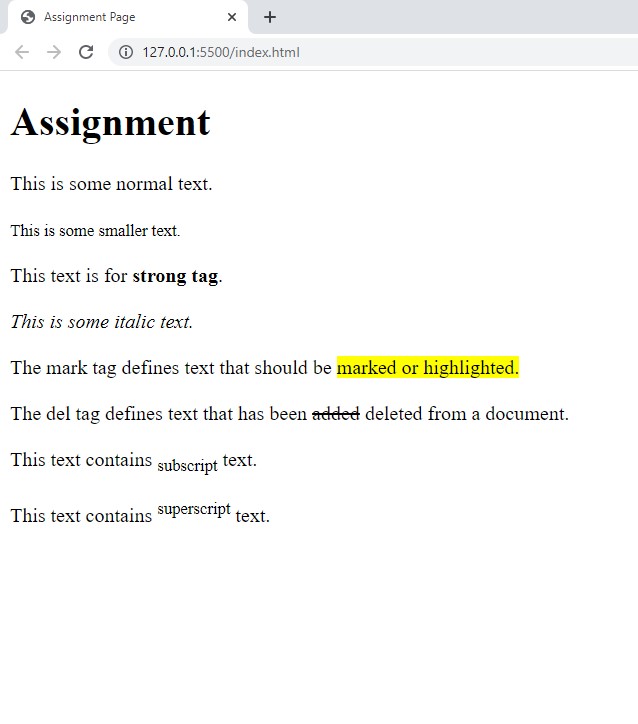 Assignment Page
127.0.0.1:5500/index.html
Assignment
This is some normal text.
This is some smaller text.
This text is for strong tag.
This is some italic text.
The mark tag defines text that should be marked or highlighted.
The del tag defines text that has been added deleted from a document.
This text contains subscript text.
This text contains superscript text.